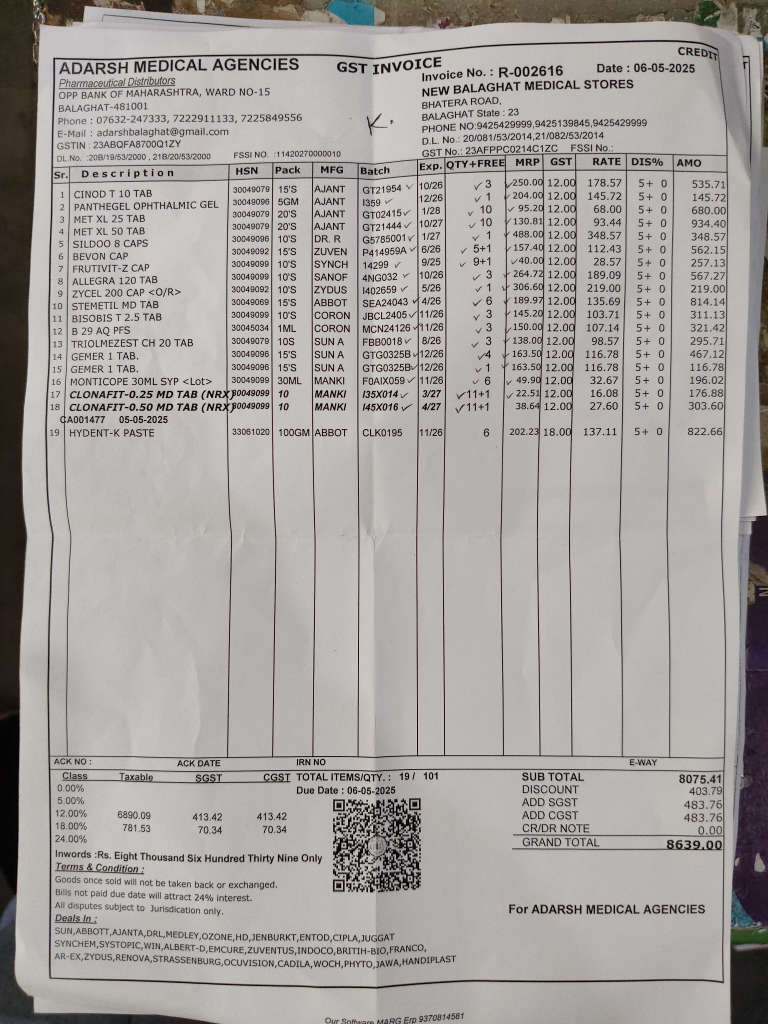 CREDIT
ADARSH MEDICAL AGENCIES
GST INVOICE
Invoice No. : R-002616 Date : 06-05-2025
Pharmaceutical Distributors
OPP BANK OF MAHARASHTRA, WARD NO-15
BALAGHAT-481001
Phone : 07632-247333, 7222911133, 7225849556
E-Mail : adarshbalaghat@gmail.com
GSTIN : 23ABQFA8700Q1ZY
DL.No. :20B/19/53/2000 , 21B/20/53/2000 FSSI NO. :11420270000010
K.
NEW BALAGHAT MEDICAL STORES
BHATERA ROAD,
BALAGHAT State : 23
PHONE NO:9425429999,9425139845,9425429999
D.L. No.: 20/081/53/2014,21/082/53/2014
GST No.: 23AFPPC0214C1ZC FSSI No.:
Sr. Description HSN Pack MFG Batch Exp. QTY+FREE MRP GST RATE DIS% AMO
1 CINOD T 10 TAB 30049079 15'S AJANT GT21954 10/26 3 250.00 12.00 178.57 5+ 0 535.71
2 PANTHEGEL OPHTHALMIC GEL 30049096 5GM AJANT I359 12/26 1 204.00 12.00 145.72 5+ 0 145.72
3 MET XL 25 TAB 30049079 20'S AJANT GT02415 1/28 10 95.20 12.00 68.00 5+ 0 680.00
4 MET XL 50 TAB 30049079 20'S AJANT GT21444 10/27 10 130.81 12.00 93.44 5+ 0 934.40
5 SILDOO 8 CAPS 30049096 10'S DR. R G5785001 1/27 1 488.00 12.00 348.57 5+ 0 348.57
6 BEVON CAP 30049092 15'S ZUVEN P414959A 6/26 5+1 157.40 12.00 112.43 5+ 0 562.15
7 FRUTIVIT-Z CAP 30049099 10'S SYNCH 14299 9/25 9+1 40.00 12.00 28.57 5+ 0 257.13
8 ALLEGRA 120 TAB 30049099 10'S SANOF 4NG032 10/26 3 264.72 12.00 189.09 5+ 0 567.27
9 ZYCEL 200 CAP <O/R> 30049092 10'S ZYDUS I402659 5/26 1 306.60 12.00 219.00 5+ 0 219.00
10 STEMETIL MD TAB 30049069 15'S ABBOT SEA24043 4/26 6 189.97 12.00 135.69 5+ 0 814.14
11 BISOBIS T 2.5 TAB 30049099 10'S CORON JBCL2405 11/26 3 145.20 12.00 103.71 5+ 0 311.13
12 B 29 AQ PFS 30045034 1ML CORON MCN24126 11/26 3 150.00 12.00 107.14 5+ 0 321.42
13 TRIOLMEZEST CH 20 TAB 30049079 10S SUN A FBB0018 8/26 3 138.00 12.00 98.57 5+ 0 295.71
14 GEMER 1 TAB. 30049096 15'S SUN A GTG0325B 12/26 4 163.50 12.00 116.78 5+ 0 467.12
15 GEMER 1 TAB. 30049096 15'S SUN A GTG0325B 12/26 1 163.50 12.00 116.78 5+ 0 116.78
16 MONTICOPE 30ML SYP <Lot> 30049099 30ML MANKI F0AIX059 11/26 6 49.90 12.00 32.67 5+ 0 196.02
17 CLONAFIT-0.25 MD TAB (NRX) 30049099 10 MANKI I35X014 3/27 11+1 22.51 12.00 16.08 5+ 0 176.88
18 CLONAFIT-0.50 MD TAB (NRX) 30049099 10 MANKI I45X016 4/27 11+1 38.64 12.00 27.60 5+ 0 303.60
CA001477 05-05-2025
19 HYDENT-K PASTE 33061020 100GM ABBOT CLK0195 11/26 6 202.23 18.00 137.11 5+ 0 822.66
ACK NO : ACK DATE IRN NO E-WAY
Class Taxable SGST CGST TOTAL ITEMS/QTY. : 19 / 101
0.00% Due Date : 06-05-2025
5.00%
12.00% 6890.09 413.42 413.42
18.00% 781.53 70.34 70.34
24.00%
SUB TOTAL 8075.41
DISCOUNT 403.79
ADD SGST 483.76
ADD CGST 483.76
CR/DR NOTE 0.00
GRAND TOTAL 8639.00
Inwords :Rs. Eight Thousand Six Hundred Thirty Nine Only
Terms & Condition :
Goods once sold will not be taken back or exchanged.
Bills not paid due date will attract 24% interest.
All disputes subject to Jurisdication only.
For ADARSH MEDICAL AGENCIES
Deals In :
SUN,ABBOTT,AJANTA,DRL,MEDLEY,OZONE,HD,JENBURKT,ENTOD,CIPLA,JUGGAT
SYNCHEM,SYSTOPIC,WIN,ALBERT-D,EMCURE,ZUVENTUS,INDOCO,BRITIH-BIO,FRANCO,
AR-EX,ZYDUS,RENOVA,STRASSENBURG,OCUVISION,CADILA,WOCH,PHYTO,JAWA,HANDIPLAST
Our Software MARG Erp 9370814581